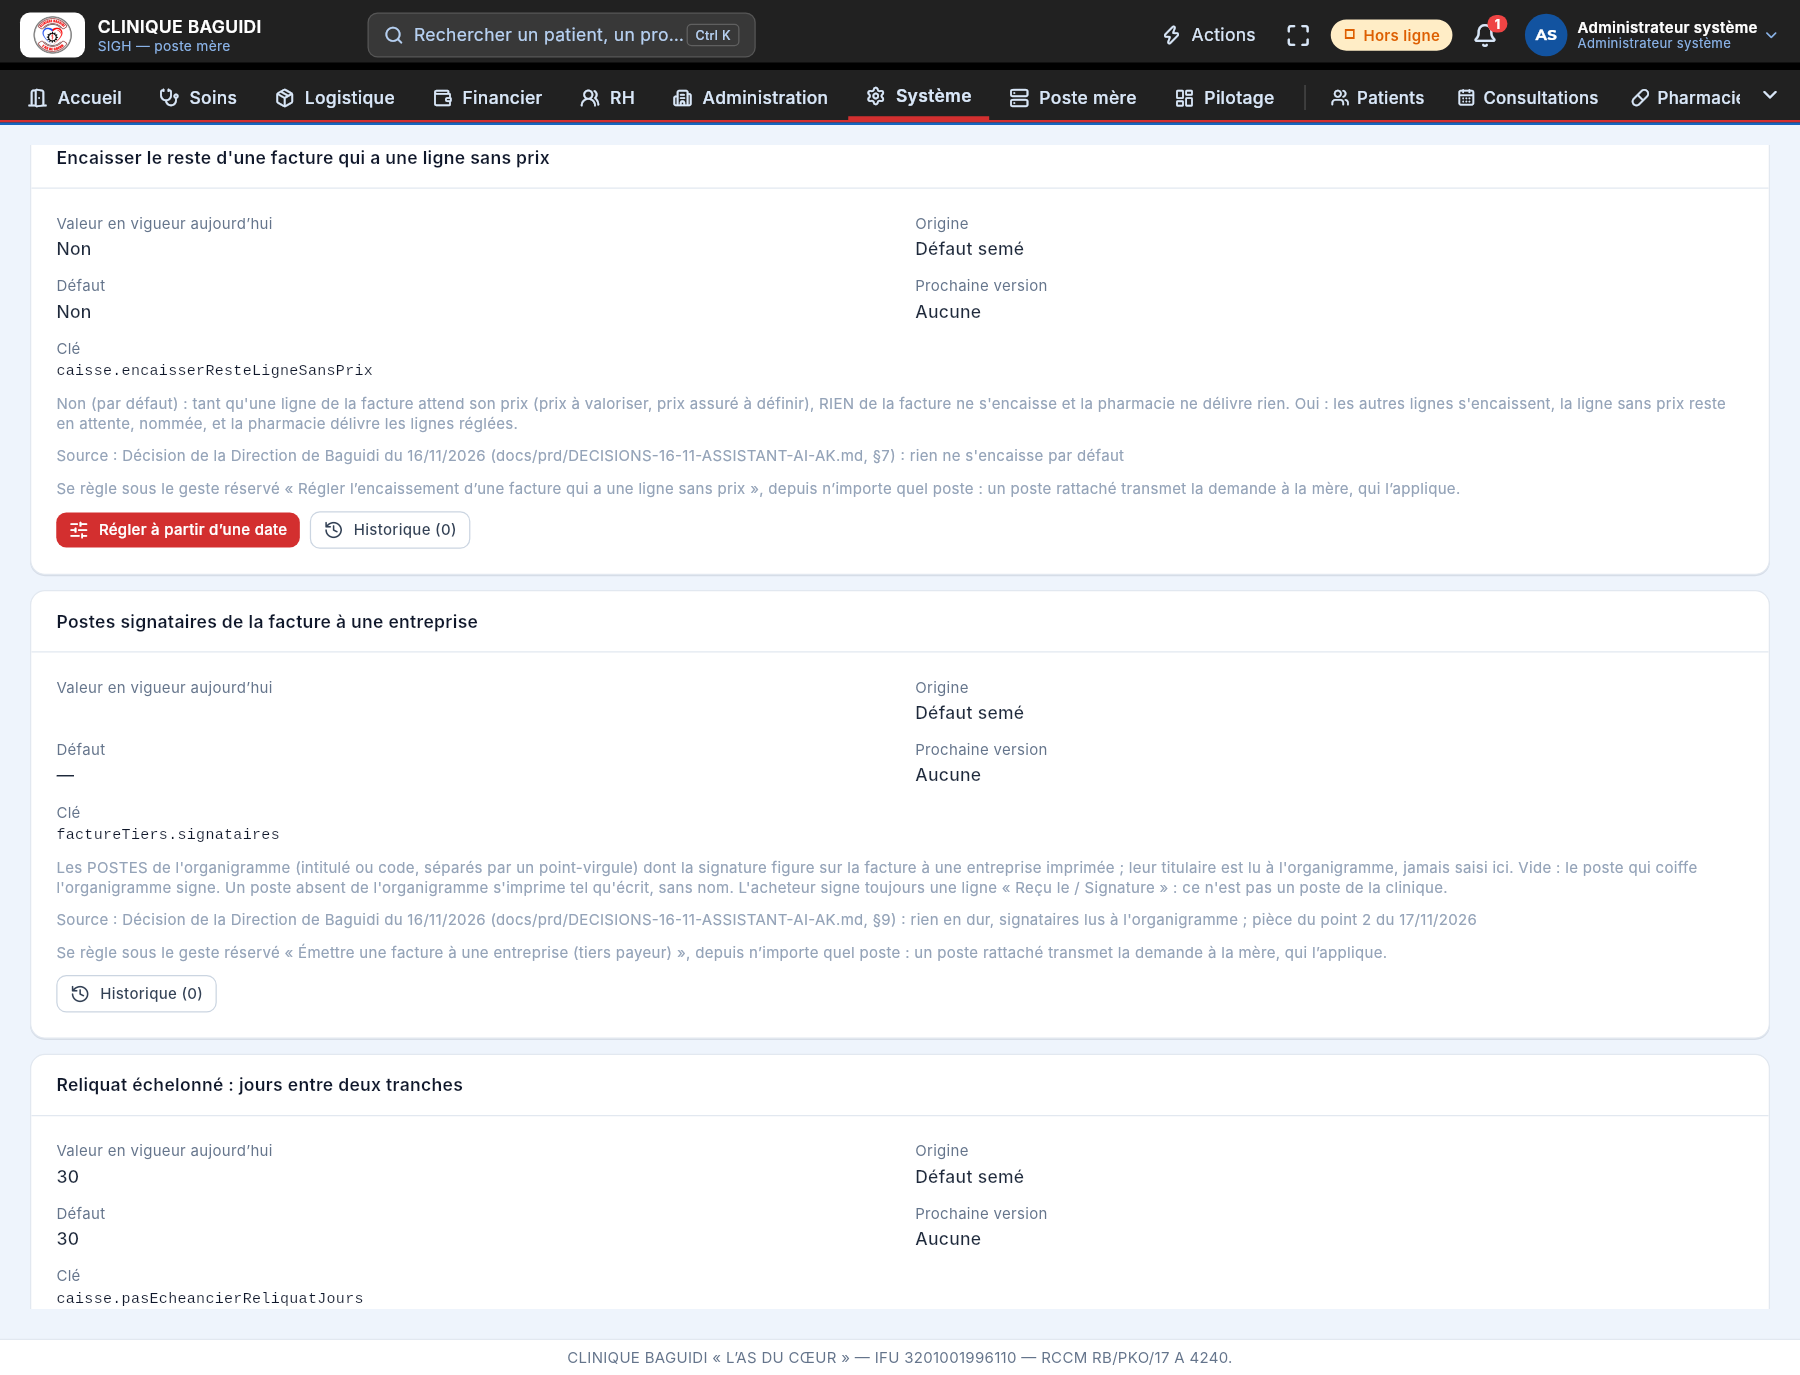 CLINIQUE BAGUIDI
SIGH — poste mère
Rechercher un patient, un pro... Ctrl K
Actions
Hors ligne
1
AS
Administrateur système
Administrateur système
Accueil
Soins
Logistique
Financier
RH
Administration
Système
Poste mère
Pilotage
Patients
Consultations
Pharmacie
Encaisser le reste d'une facture qui a une ligne sans prix
Valeur en vigueur aujourd’hui
Non
Origine
Défaut semé
Défaut
Non
Prochaine version
Aucune
Clé
caisse.encaisserResteLigneSansPrix
Non (par défaut) : tant qu'une ligne de la facture attend son prix (prix à valoriser, prix assuré à définir), RIEN de la facture ne s'encaisse et la pharmacie ne délivre rien. Oui : les autres lignes s'encaissent, la ligne sans prix reste
en attente, nommée, et la pharmacie délivre les lignes réglées.
Source : Décision de la Direction de Baguidi du 16/11/2026 (docs/prd/DECISIONS-16-11-ASSISTANT-AI-AK.md, §7) : rien ne s'encaisse par défaut
Se règle sous le geste réservé « Régler l’encaissement d’une facture qui a une ligne sans prix », depuis n’importe quel poste : un poste rattaché transmet la demande à la mère, qui l’applique.
Régler à partir d’une date
Historique (0)
Postes signataires de la facture à une entreprise
Valeur en vigueur aujourd’hui
Origine
Défaut semé
Défaut
—
Prochaine version
Aucune
Clé
factureTiers.signataires
Les POSTES de l'organigramme (intitulé ou code, séparés par un point-virgule) dont la signature figure sur la facture à une entreprise imprimée ; leur titulaire est lu à l'organigramme, jamais saisi ici. Vide : le poste qui coiffe
l'organigramme signe. Un poste absent de l'organigramme s'imprime tel qu'écrit, sans nom. L'acheteur signe toujours une ligne « Reçu le / Signature » : ce n'est pas un poste de la clinique.
Source : Décision de la Direction de Baguidi du 16/11/2026 (docs/prd/DECISIONS-16-11-ASSISTANT-AI-AK.md, §9) : rien en dur, signataires lus à l'organigramme ; pièce du point 2 du 17/11/2026
Se règle sous le geste réservé « Émettre une facture à une entreprise (tiers payeur) », depuis n’importe quel poste : un poste rattaché transmet la demande à la mère, qui l’applique.
Historique (0)
Reliquat échelonné : jours entre deux tranches
Valeur en vigueur aujourd’hui
30
Origine
Défaut semé
Défaut
30
Prochaine version
Aucune
Clé
caisse.pasEcheancierReliquatJours
CLINIQUE BAGUIDI « L’AS DU CŒUR » — IFU 3201001996110 — RCCM RB/PKO/17 A 4240.